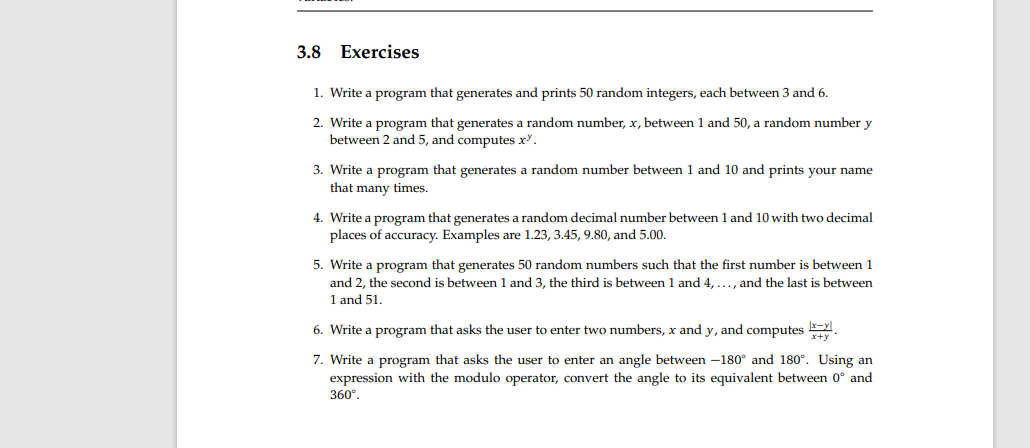 3.8 Exercises
1. Write a program that generates and prints 50 random integers, each between 3 and 6.
2. Write a program that generates a random number, x, between 1 and 50, a random number y
between 2 and 5, and computes x^y.
3. Write a program that generates a random number between 1 and 10 and prints your name
that many times.
4. Write a program that generates a random decimal number between 1 and 10 with two decimal
places of accuracy. Examples are 1.23, 3.45, 9.80, and 5.00.
5. Write a program that generates 50 random numbers such that the first number is between 1
and 2, the second is between 1 and 3, the third is between 1 and 4, ..., and the last is between
1 and 51.
6. Write a program that asks the user to enter two numbers, x and y, and computes |x−y|/x+y.
7. Write a program that asks the user to enter an angle between −180° and 180°. Using an
expression with the modulo operator, convert the angle to its equivalent between 0° and
360°.